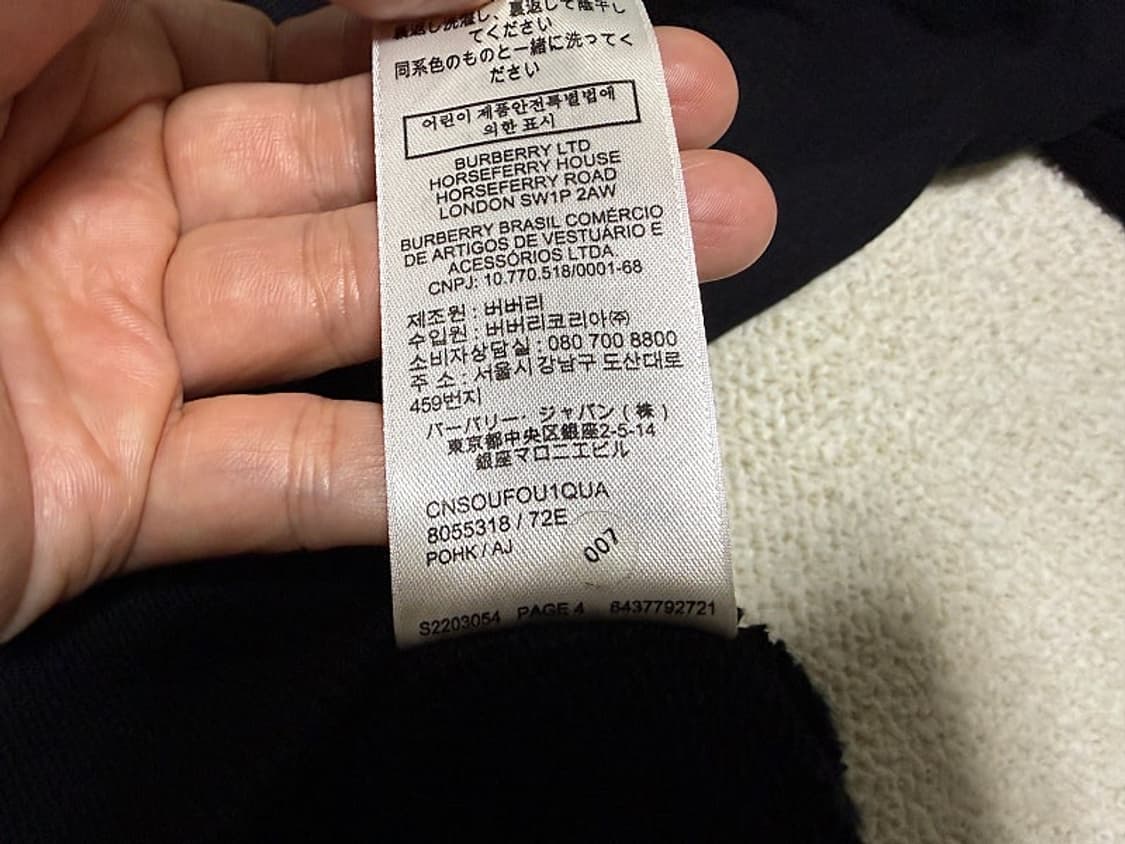 裏返し洗濯し、裏返して陰干し
てください
同系色のものと一緒に洗ってく
ださい
어린이 제품안전특별법에
의한 표시
BURBERRY LTD
HORSEFERRY HOUSE
HORSEFERRY ROAD
LONDON SW1P 2AW
BURBERRY BRASIL COMÉRCIO
DE ARTIGOS DE VESTUÁRIO E
ACESSÓRIOS LTDA
CNPJ: 10.770.518/0001-68
제조원 : 버버리
수입원 : 버버리코리아㈜
소비자상담실 : 080 700 8800
주 소 : 서울시 강남구 도산대로
459번지
バーバリー・ジャパン ( 株 )
東京都中央区銀座2-5-14
銀座マロニエビル
CNSOUFOU1QUA
8055318 / 72E
POHK / AJ
007
S2203054 PAGE 4 6437792721